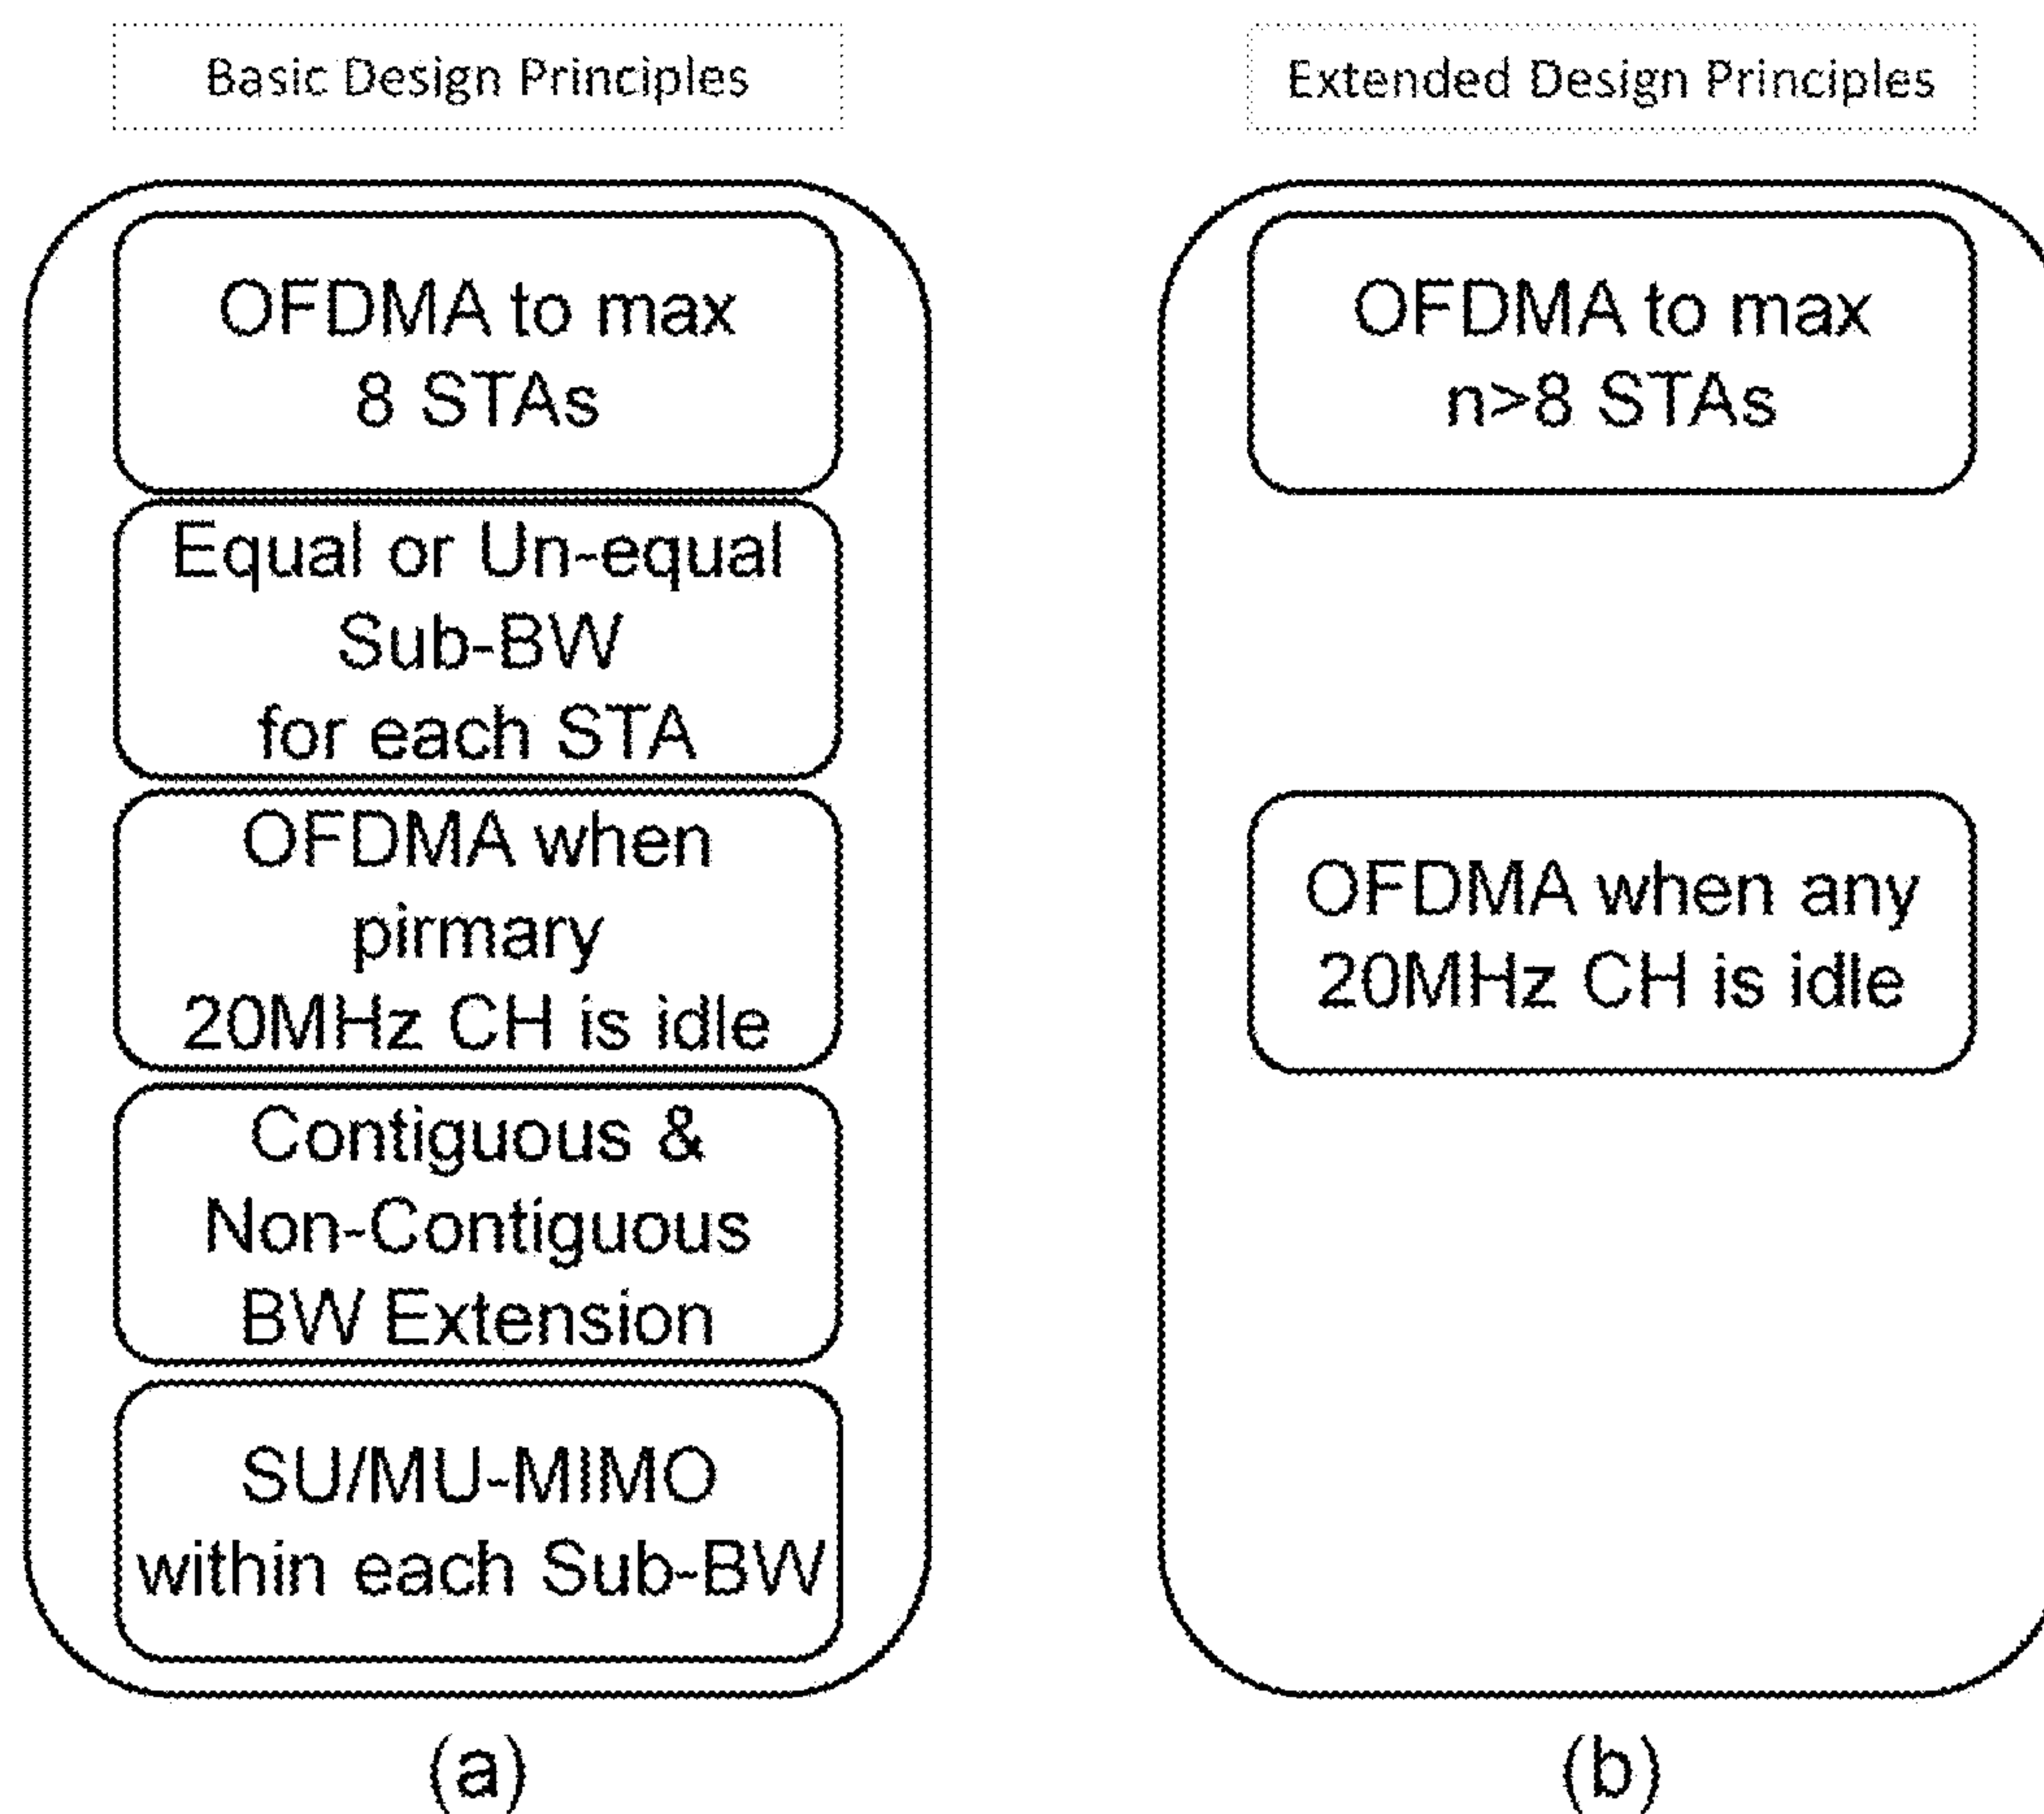 Basic Design Principles
OFDMA to max
8 STAs
Equal or Un-equal
Sub-BW
for each STA
OFDMA when
pirmary
20MHz CH is idle
Contiguous &
Non-Contiguous
BW Extension
SU/MU-MIMO
within each Sub-BW
(a)
Extended Design Principles
OFDMA to max
n>8 STAs
OFDMA when any
20MHz CH is idle
(b)